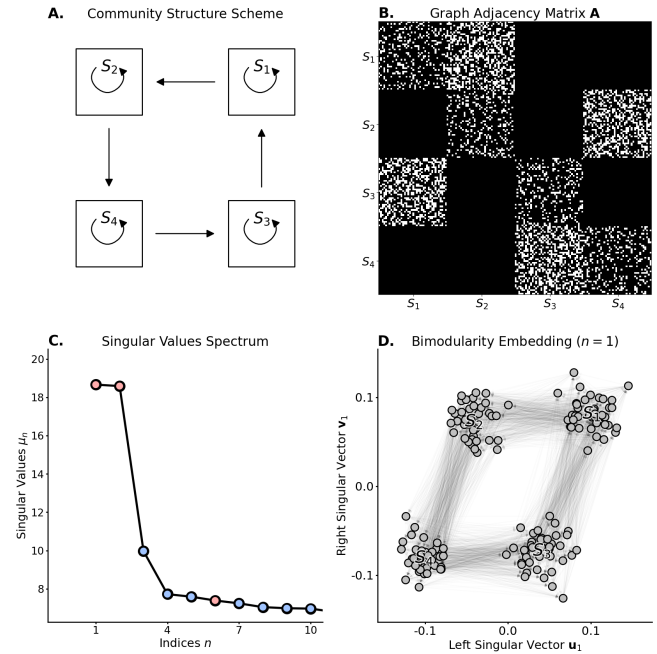 A. Community Structure Scheme
S₂
S₁
S₄
S₃
B. Graph Adjacency Matrix A
S₁
S₂
S₃
S₄
S₁ S₂ S₃ S₄
C. Singular Values Spectrum
Singular Values μₙ
20
18
16
14
12
10
8
1 4 7 10
Indices n
D. Bimodularity Embedding (n = 1)
Right Singular Vector v₁
0.1
0.0
-0.1
S₂
S₁
S₄
S₃
-0.1 0.0 0.1
Left Singular Vector u₁